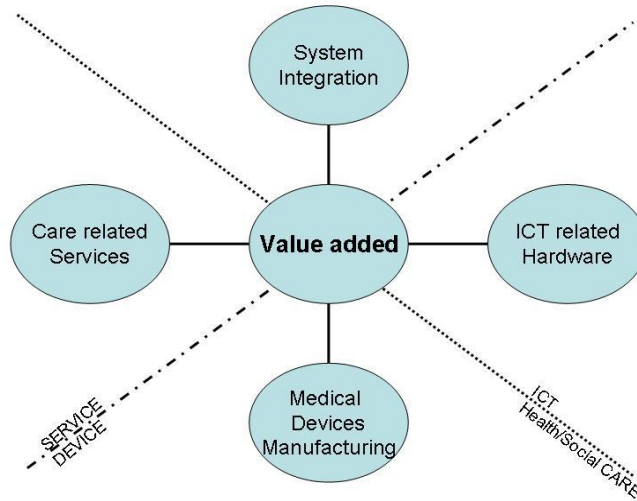 System
Integration
Care related
Services
Value added
ICT related
Hardware
Medical
Devices
Manufacturing
SERVICE
DEVICE
ICT
Health/Social CARE